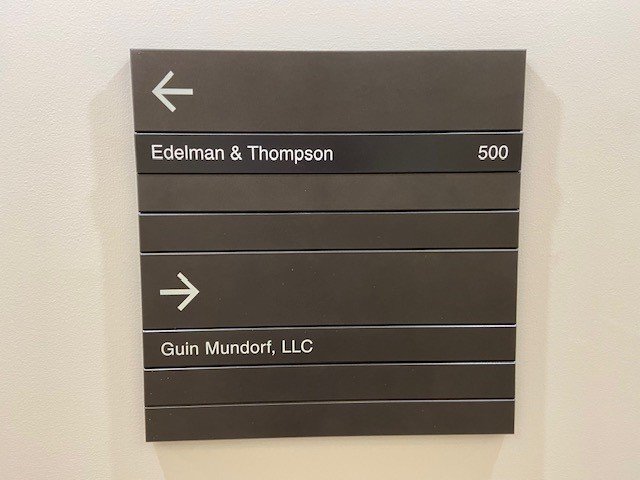 ←
Edelman & Thompson 500
→
Guin Mundorf, LLC